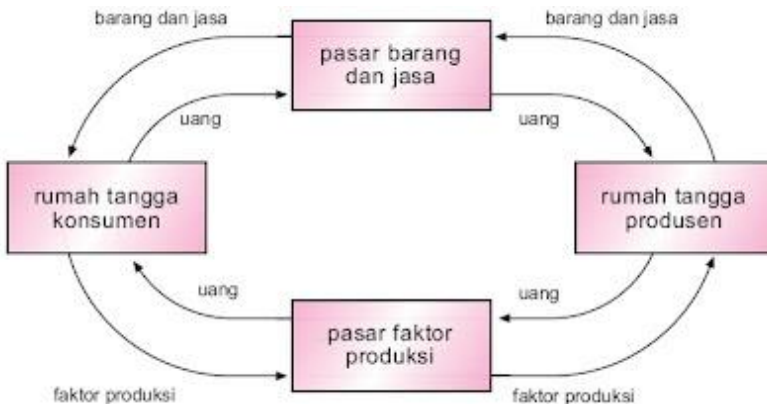 barang dan jasa
barang dan jasa
pasar barang
dan jasa
uang
uang
rumah tangga
konsumen
rumah tangga
produsen
uang
uang
pasar faktor
produksi
faktor produksi
faktor produksi